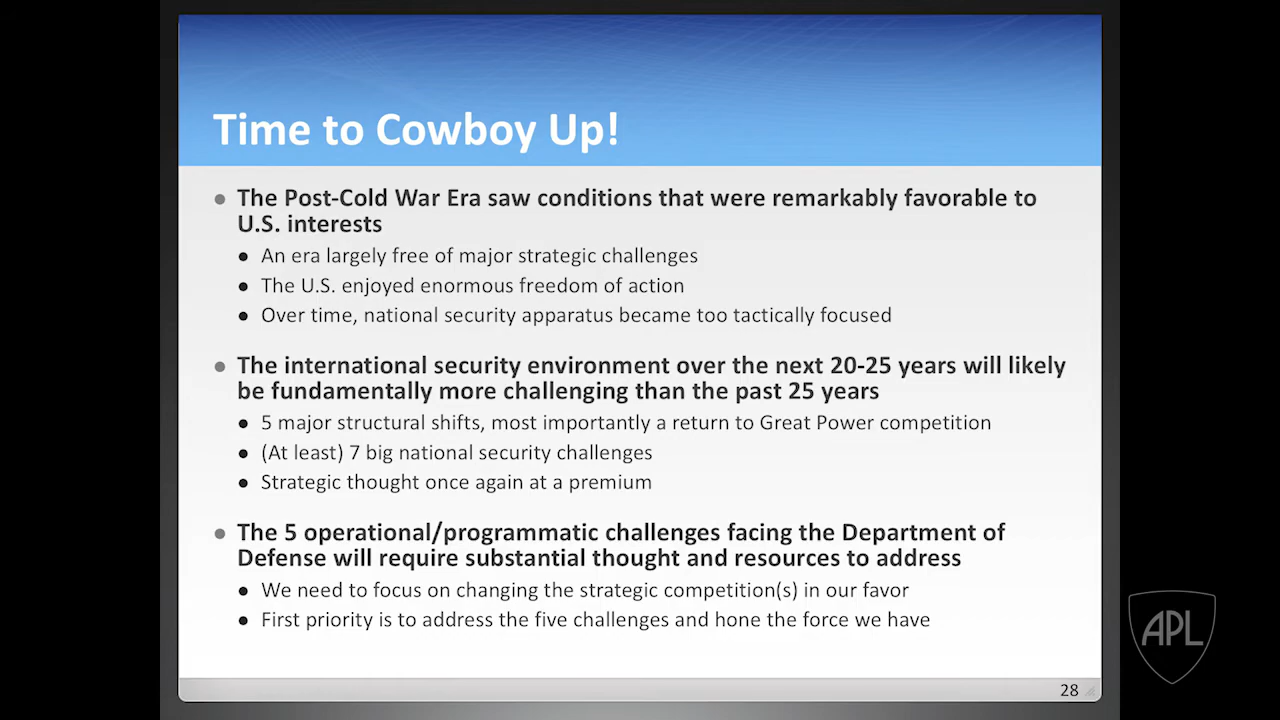 Time to Cowboy Up!
The Post-Cold War Era saw conditions that were remarkably favorable to
U.S. interests
An era largely free of major strategic challenges
The U.S. enjoyed enormous freedom of action
Over time, national security apparatus became too tactically focused
The international security environment over the next 20-25 years will likely
be fundamentally more challenging than the past 25 years
5 major structural shifts, most importantly a return to Great Power competition
(At least) 7 big national security challenges
Strategic thought once again at a premium
The 5 operational/programmatic challenges facing the Department of
Defense will require substantial thought and resources to address
We need to focus on changing the strategic competition(s) in our favor
First priority is to address the five challenges and hone the force we have
APL
28